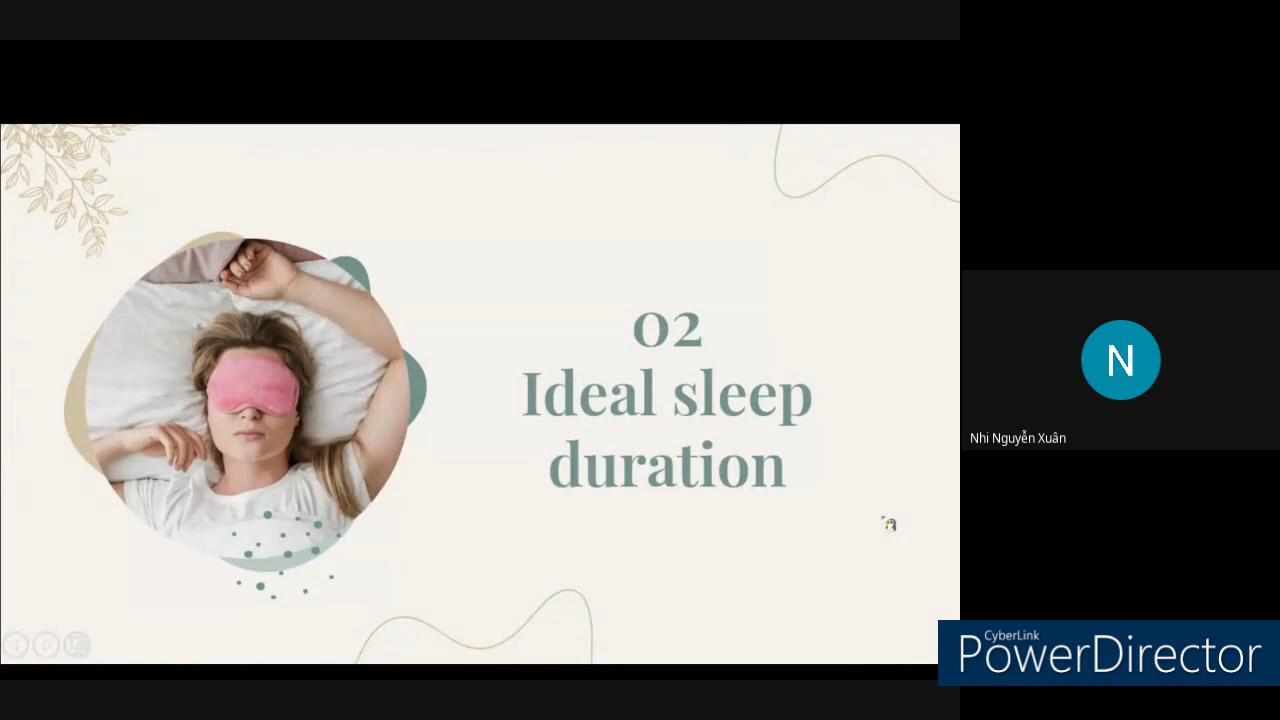 02
Ideal sleep
duration
N
Nhi Nguyễn Xuân
CyberLink
PowerDirector